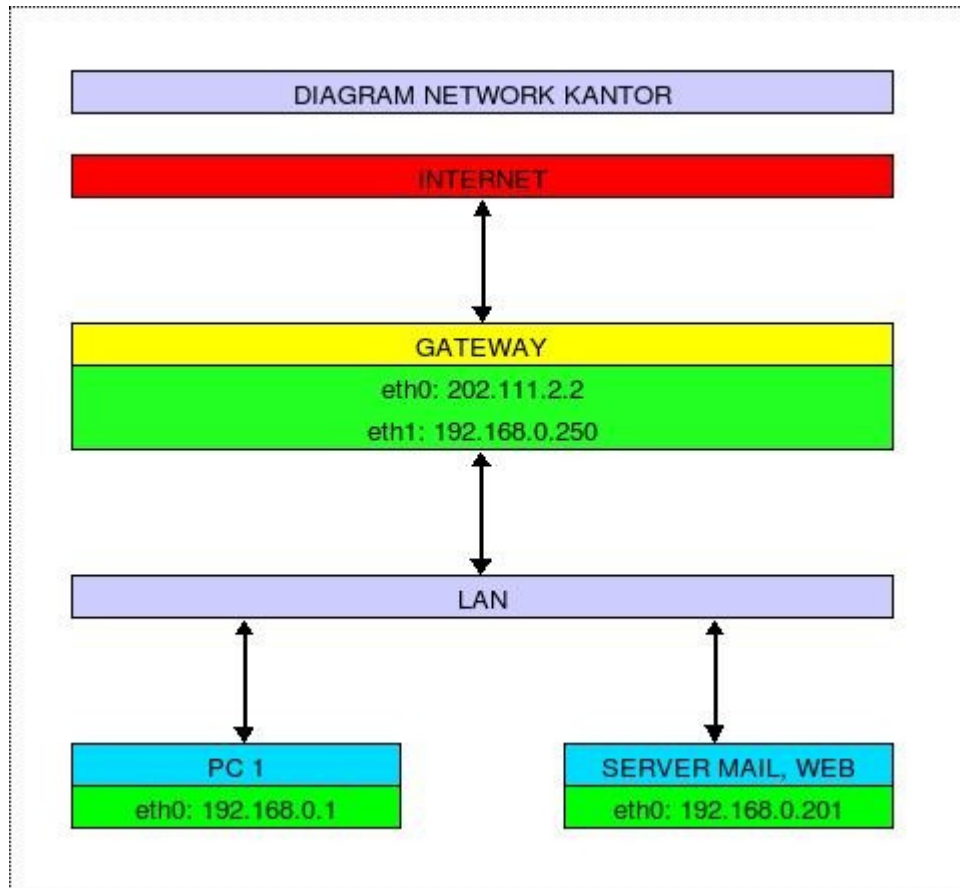 DIAGRAM NETWORK KANTOR
INTERNET
GATEWAY
eth0: 202.111.2.2
eth1: 192.168.0.250
LAN
PC 1
eth0: 192.168.0.1
SERVER MAIL, WEB
eth0: 192.168.0.201